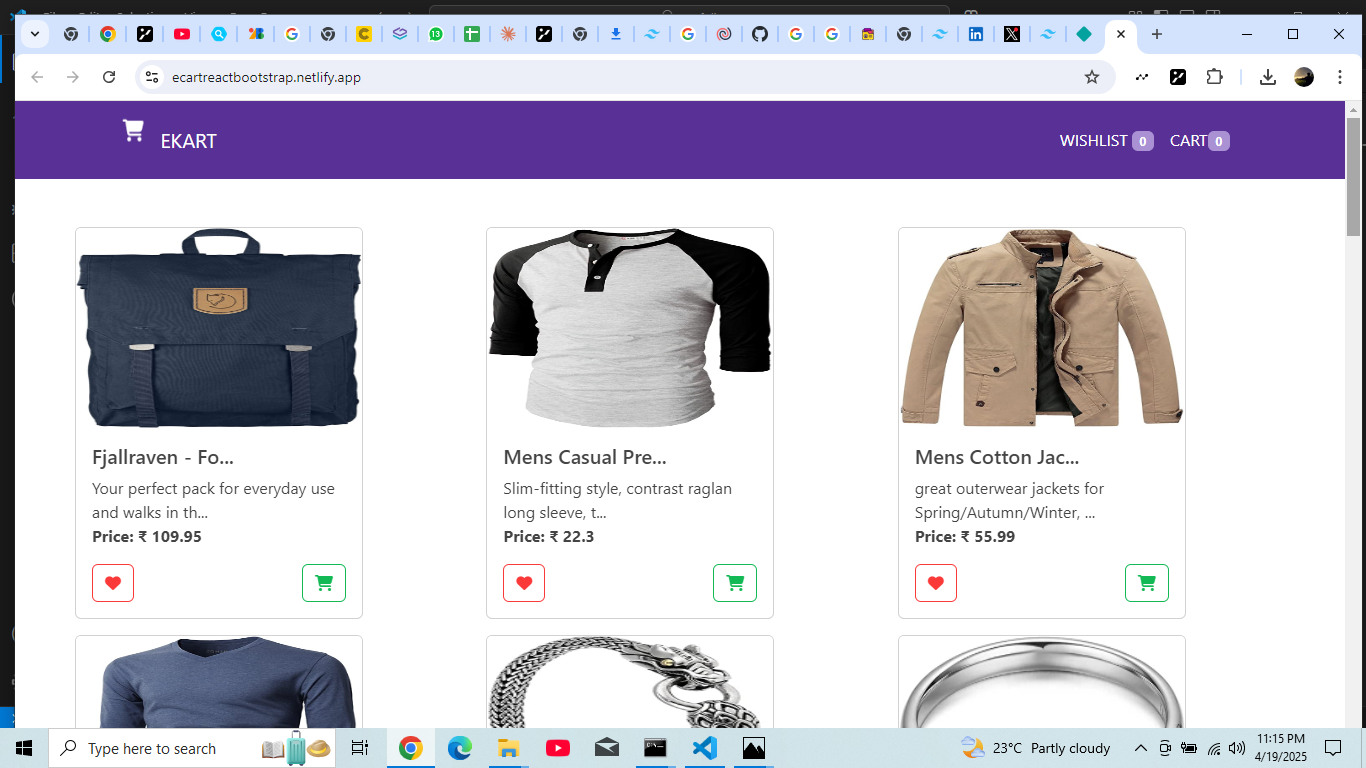 ecartreactbootstrap.netlify.app
EKART
WISHLIST 0 CART 0
Fjallraven - Fo...
Your perfect pack for everyday use
and walks in th...
Price: ₹ 109.95
Mens Casual Pre...
Slim-fitting style, contrast raglan
long sleeve, t...
Price: ₹ 22.3
Mens Cotton Jac...
great outerwear jackets for
Spring/Autumn/Winter, ...
Price: ₹ 55.99
Type here to search
23°C Partly cloudy
11:15 PM
4/19/2025